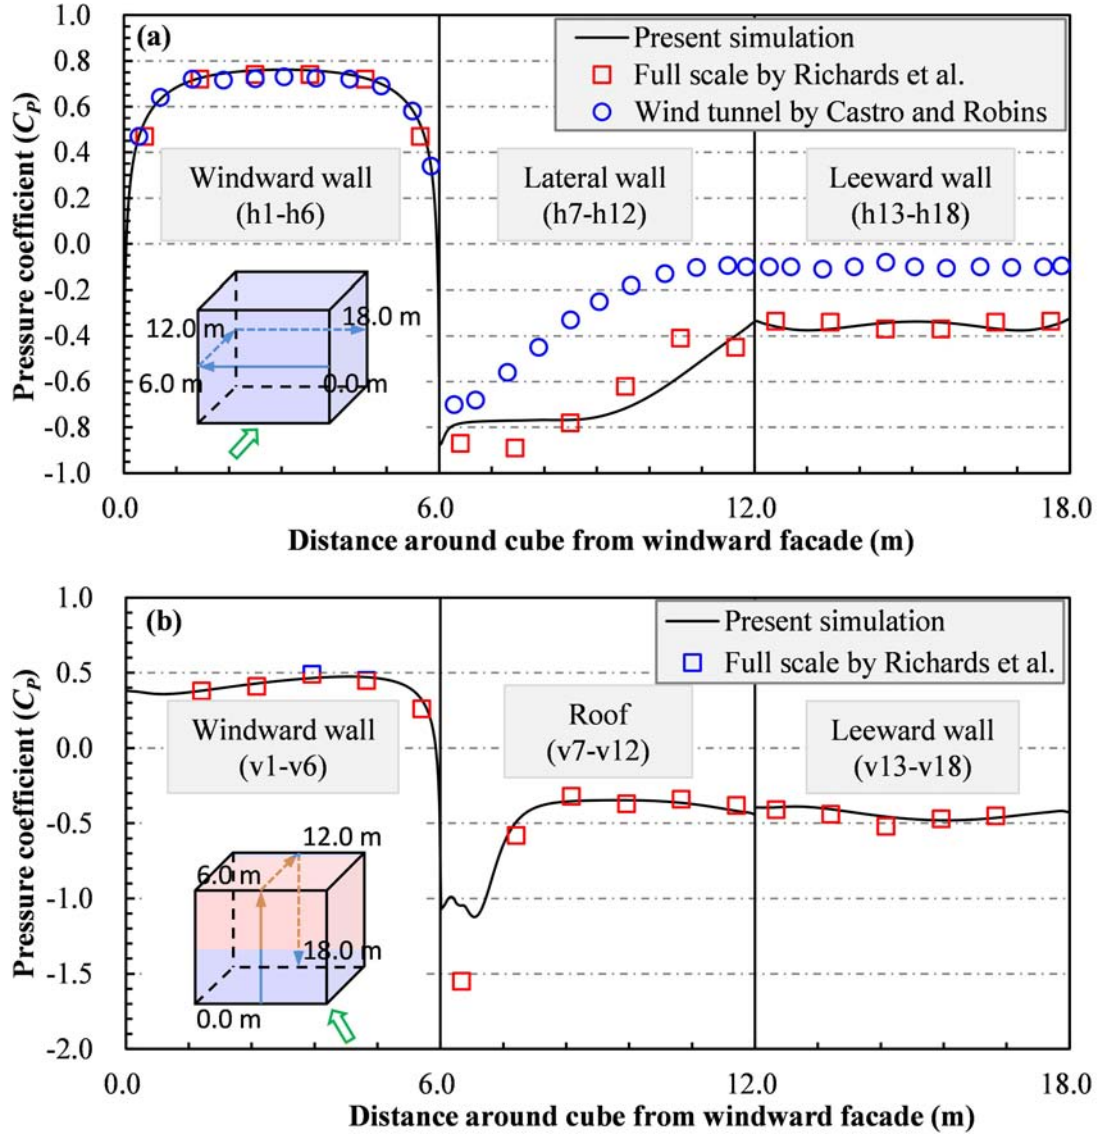 1.0
(a)
Present simulation
Full scale by Richards et al.
Wind tunnel by Castro and Robins
0.8
0.6
0.4
0.2
0.0
-0.2
-0.4
-0.6
-0.8
-1.0
Pressure coefficient (Cp)
Windward wall
(h1-h6)
Lateral wall
(h7-h12)
Leeward wall
(h13-h18)
12.0 m
18.0 m
6.0 m
0.0 m
0.0
6.0
12.0
18.0
Distance around cube from windward facade (m)
1.0
(b)
Present simulation
Full scale by Richards et al.
0.5
0.0
-0.5
-1.0
-1.5
-2.0
Pressure coefficient (Cp)
Windward wall
(v1-v6)
Roof
(v7-v12)
Leeward wall
(v13-v18)
12.0 m
6.0 m
18.0 m
0.0 m
0.0
6.0
12.0
18.0
Distance around cube from windward facade (m)